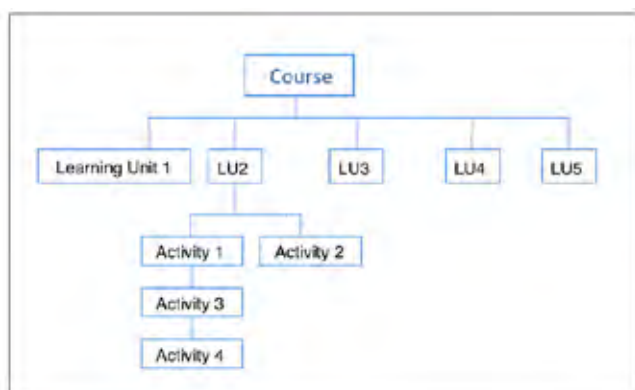 Course
Learning Unit 1
LU2
LU3
LU4
LU5
Activity 1
Activity 2
Activity 3
Activity 4